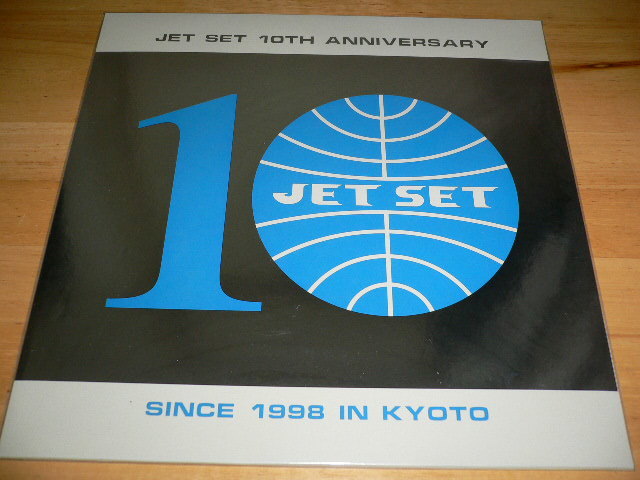 JET SET 10TH ANNIVERSARY
10
JET SET
SINCE 1998 IN KYOTO